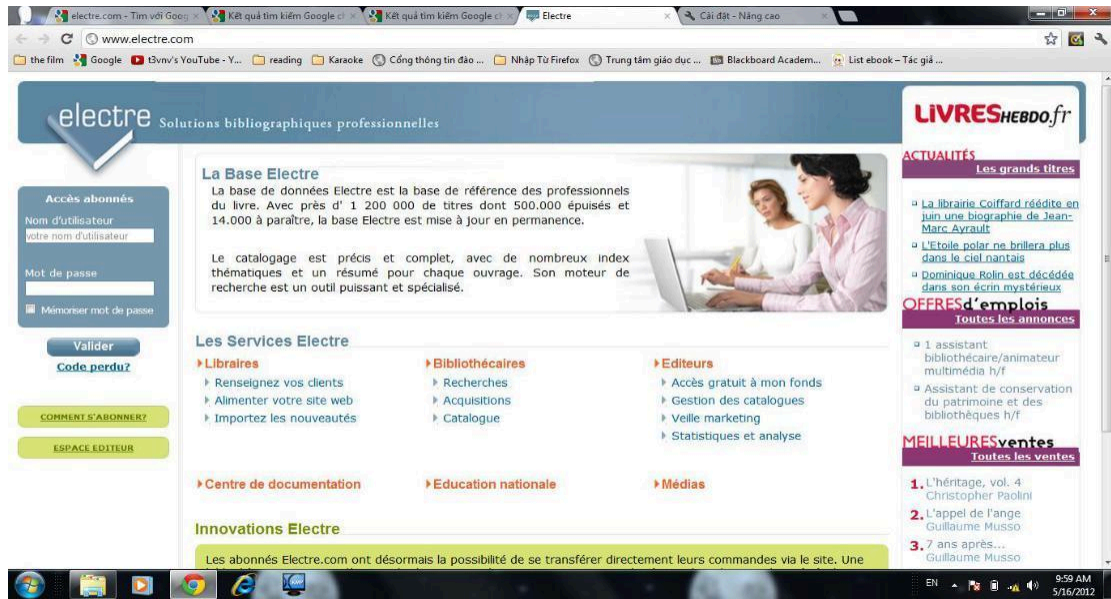 electre.com - Tìm với Goog
Kết quả tìm kiếm Google ch
Kết quả tìm kiếm Google ch
Electre
Cài đặt - Nâng cao
www.electre.com
the film
Google
t3vnv's YouTube - Y...
reading
Karaoke
Cổng thông tin đào ...
Nhập Từ Firefox
Trung tâm giáo dục ...
Blackboard Academ...
List ebook – Tác giả ...
electre Solutions bibliographiques professionnelles
Accès abonnés
Nom d'utilisateur
votre nom d'utilisateur
Mot de passe
Mémoriser mot de passe
Valider
Code perdu?
COMMENT S'ABONNER?
ESPACE EDITEUR
La Base Electre
La base de données Electre est la base de référence des professionnels
du livre. Avec près d' 1 200 000 de titres dont 500.000 épuisés et
14.000 à paraître, la base Electre est mise à jour en permanence.
Le catalogage est précis et complet, avec de nombreux index
thématiques et un résumé pour chaque ouvrage. Son moteur de
recherche est un outil puissant et spécialisé.
Les Services Electre
Libraires
Renseignez vos clients
Alimenter votre site web
Importez les nouveautés
Bibliothécaires
Recherches
Acquisitions
Catalogue
Editeurs
Accès gratuit à mon fonds
Gestion des catalogues
Veille marketing
Statistiques et analyse
Centre de documentation
Education nationale
Médias
Innovations Electre
Les abonnés Electre.com ont désormais la possibilité de se transférer directement leurs commandes via le site. Une
LiVRESHEBDO.fr
ACTUALITÉS
Les grands titres
La librairie Coiffard réédite en
juin une biographie de Jean-
Marc Ayrault
L'Etoile polar ne brillera plus
dans le ciel nantais
Dominique Rolin est décédée
dans son écrin mystérieux
OFFRESd'emplois
Toutes les annonces
1 assistant
bibliothécaire/animateur
multimédia h/f
Assistant de conservation
du patrimoine et des
bibliothèques h/f
MEILLEURESventes
Toutes les ventes
1. L'héritage, vol. 4
Christopher Paolini
2. L'appel de l'ange
Guillaume Musso
3. 7 ans après...
Guillaume Musso
EN
9:59 AM
5/16/2012